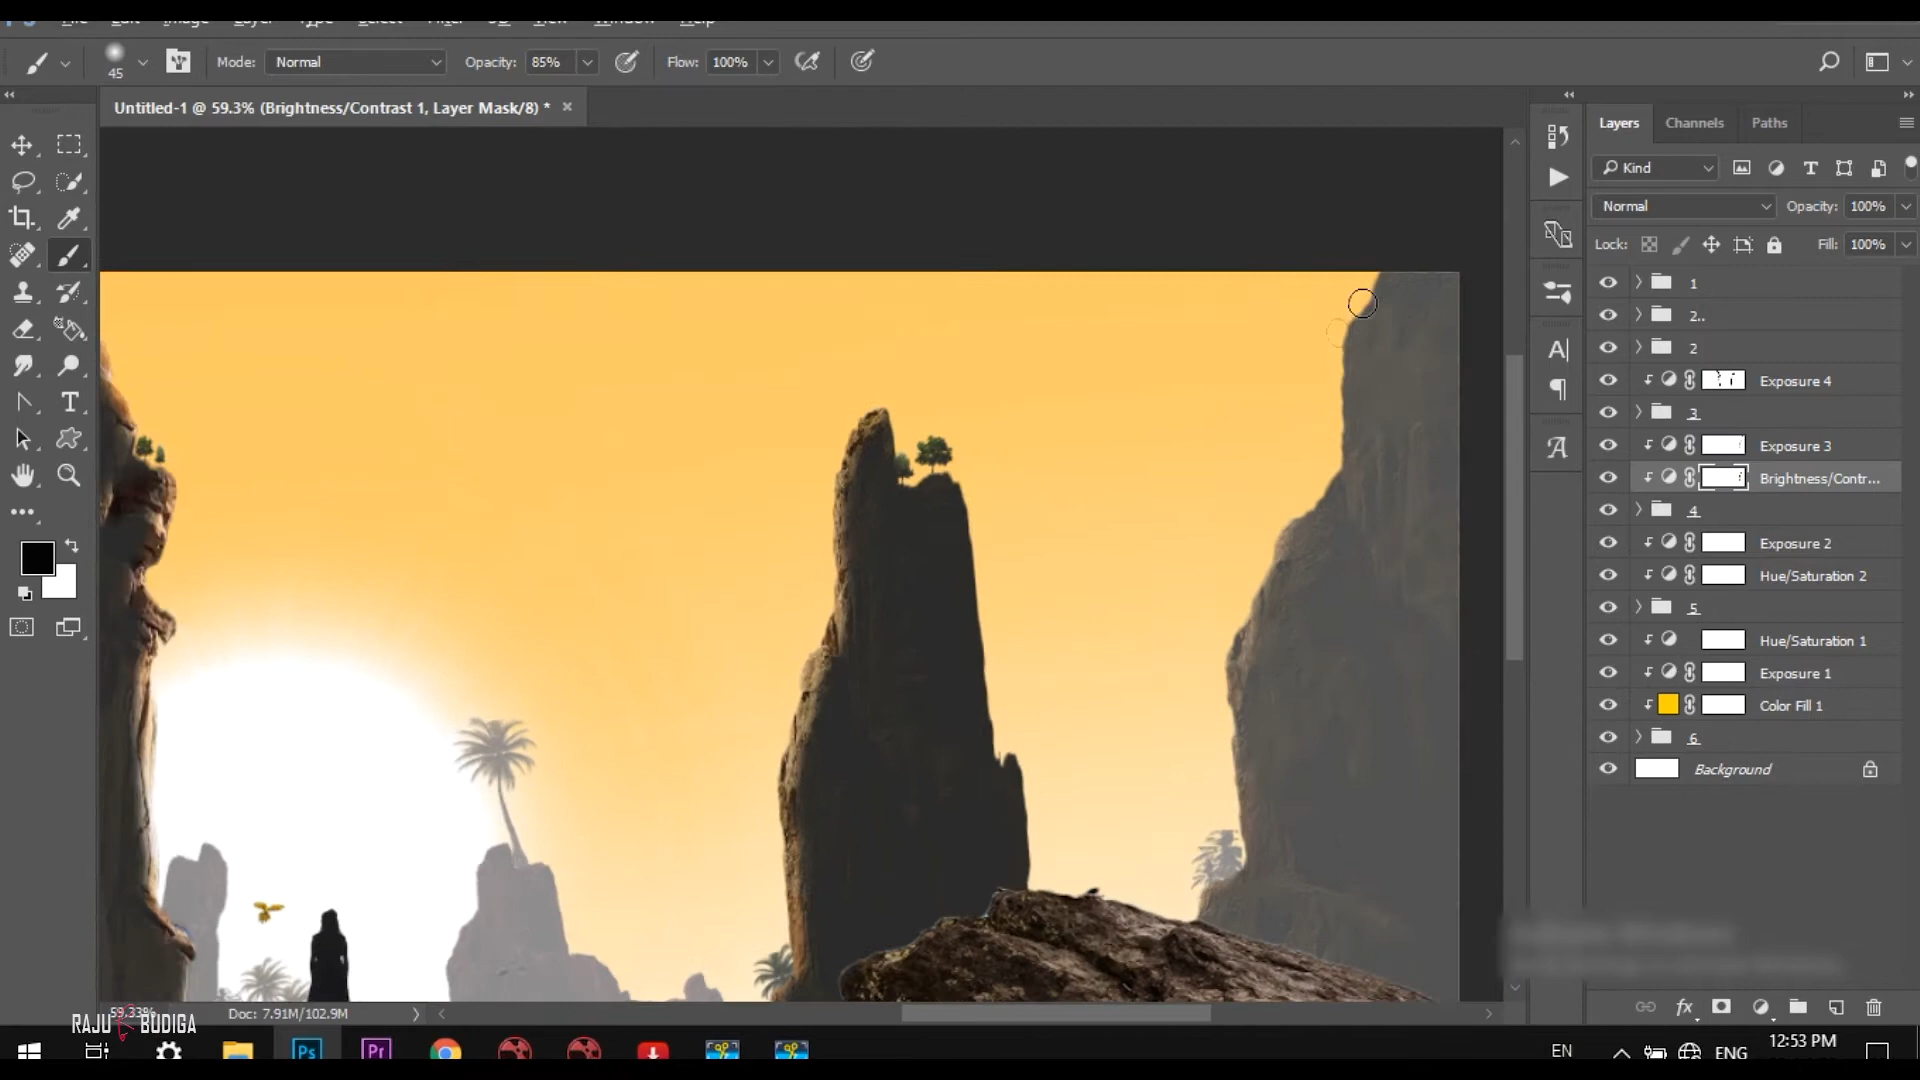 File Edit Image Layer Type Select Filter 3D View Window Help
45 Mode: Normal Opacity: 85% Flow: 100%
Untitled-1 @ 59.3% (Brightness/Contrast 1, Layer Mask/8) * ×
Layers Channels Paths
Kind
Normal Opacity: 100%
Lock: Fill: 100%
1
2..
2
Exposure 4
3
Exposure 3
Brightness/Contr...
4
Exposure 2
Hue/Saturation 2
5
Hue/Saturation 1
Exposure 1
Color Fill 1
6
Background
59.33% Doc: 7.91M/102.9M
RAJU BUDIGA
Ps Pr EN ENG 12:53 PM